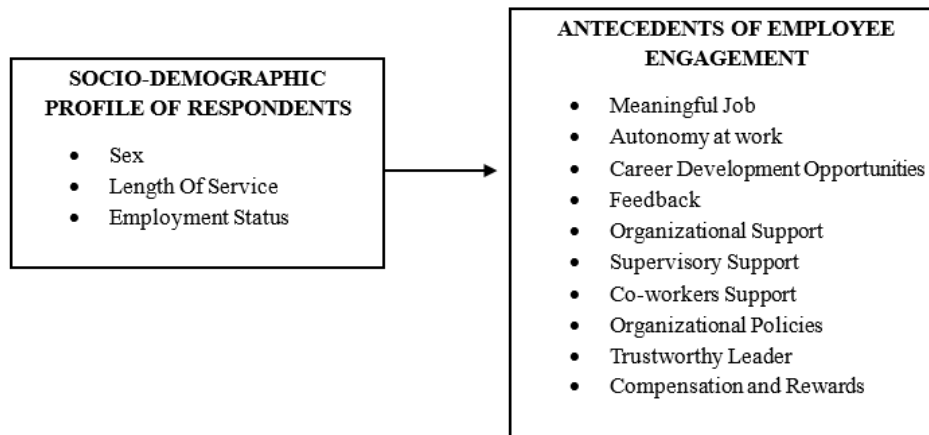 SOCIO-DEMOGRAPHIC
PROFILE OF RESPONDENTS
• Sex
• Length Of Service
• Employment Status
ANTECEDENTS OF EMPLOYEE
ENGAGEMENT
• Meaningful Job
• Autonomy at work
• Career Development Opportunities
• Feedback
• Organizational Support
• Supervisory Support
• Co-workers Support
• Organizational Policies
• Trustworthy Leader
• Compensation and Rewards